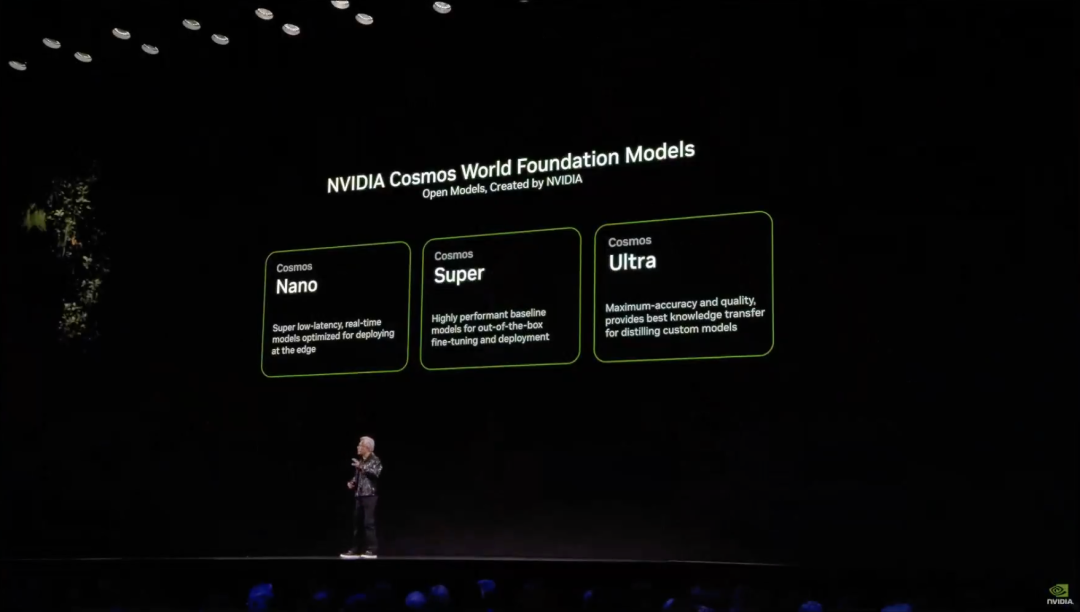 NVIDIA Cosmos World Foundation Models
Open Models, Created by NVIDIA
Cosmos
Nano
Super low-latency, real-time
models optimized for deploying
at the edge
Cosmos
Super
Highly performant baseline
models for out-of-the-box
fine-tuning and deployment
Cosmos
Ultra
Maximum-accuracy and quality,
provides best knowledge transfer
for distilling custom models
NVIDIA